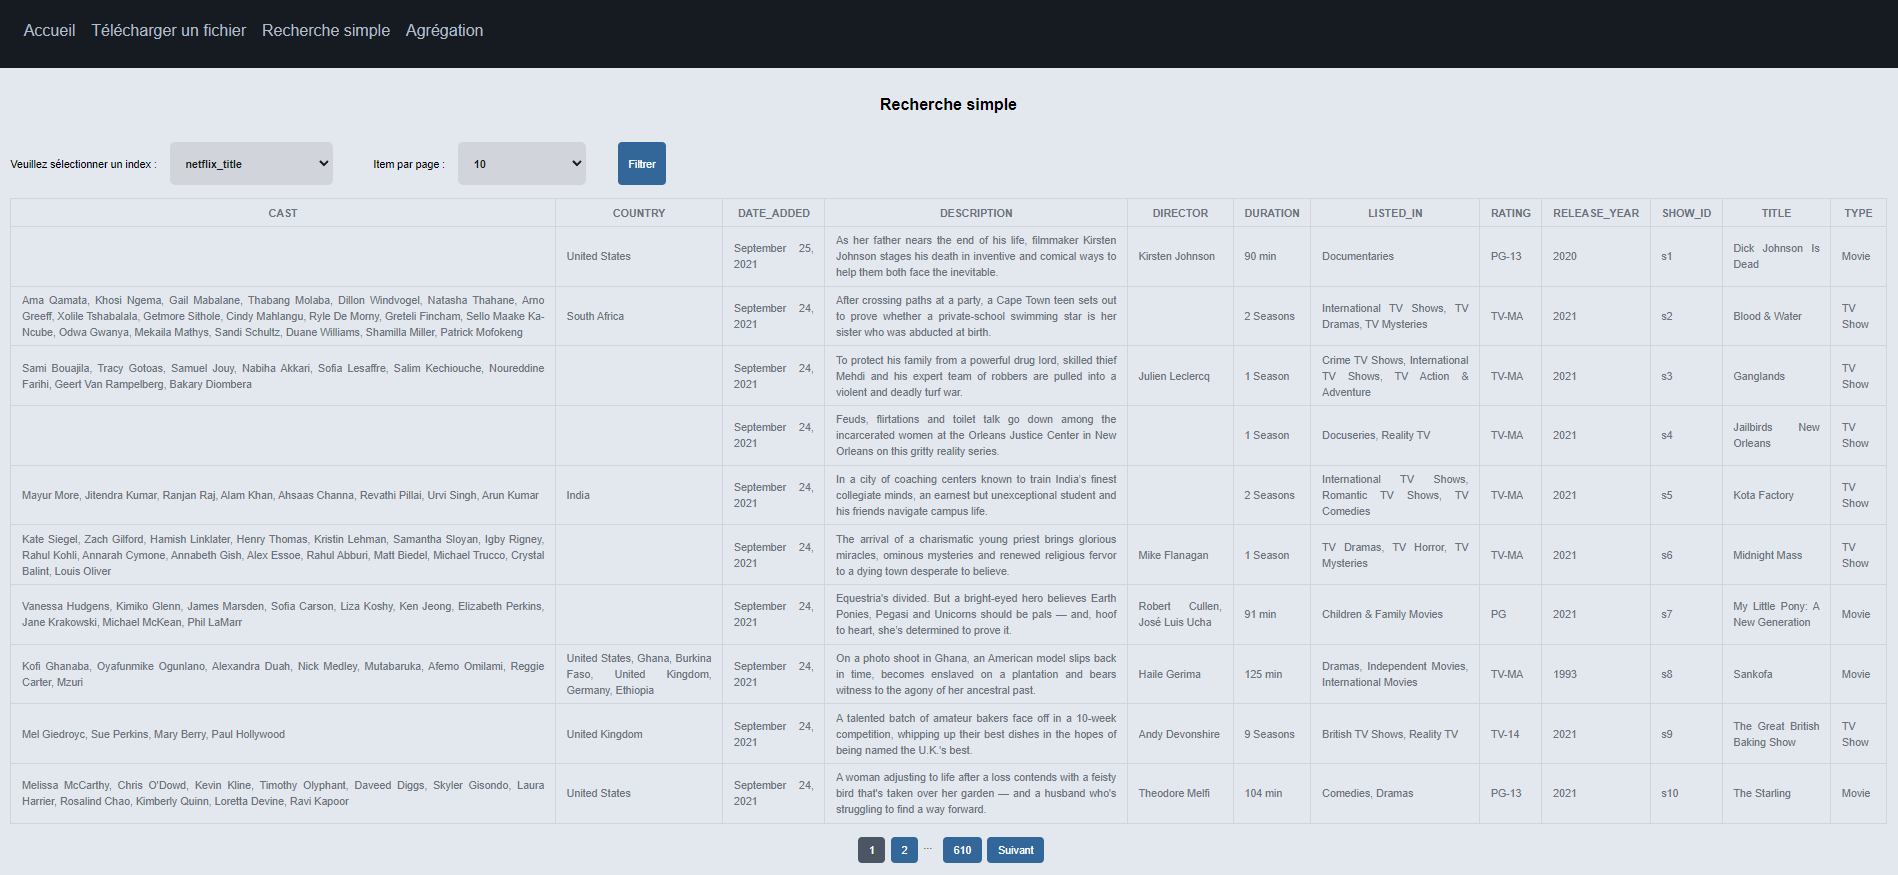 Accueil Télécharger un fichier Recherche simple Agrégation
Recherche simple
Veuillez sélectionner un index : netflix_title Item par page : 10 Filtrer
CAST COUNTRY DATE_ADDED DESCRIPTION DIRECTOR DURATION LISTED_IN RATING RELEASE_YEAR SHOW_ID TITLE TYPE
United States
September 25,
2021
As her father nears the end of his life, filmmaker Kirsten
Johnson stages his death in inventive and comical ways to
help them both face the inevitable.
Kirsten Johnson
90 min
Documentaries
PG-13
2020
s1
Dick Johnson Is
Dead
Movie
Ama Qamata, Khosi Ngema, Gail Mabalane, Thabang Molaba, Dillon Windvogel, Natasha Thahane, Arno
Greeff, Xolile Tshabalala, Getmore Sithole, Cindy Mahlangu, Ryle De Morny, Greteli Fincham, Sello Maake Ka-
Ncube, Odwa Gwanya, Mekaila Mathys, Sandi Schultz, Duane Williams, Shamilla Miller, Patrick Mofokeng
South Africa
September 24,
2021
After crossing paths at a party, a Cape Town teen sets out
to prove whether a private-school swimming star is her
sister who was abducted at birth.
2 Seasons
International TV Shows, TV
Dramas, TV Mysteries
TV-MA
2021
s2
Blood & Water
TV
Show
Sami Bouajila, Tracy Gotoas, Samuel Jouy, Nabiha Akkari, Sofia Lesaffre, Salim Kechiouche, Noureddine
Farihi, Geert Van Rampelberg, Bakary Diombera
September 24,
2021
To protect his family from a powerful drug lord, skilled thief
Mehdi and his expert team of robbers are pulled into a
violent and deadly turf war.
Julien Leclercq
1 Season
Crime TV Shows, International
TV Shows, TV Action &
Adventure
TV-MA
2021
s3
Ganglands
TV
Show
September 24,
2021
Feuds, flirtations and toilet talk go down among the
incarcerated women at the Orleans Justice Center in New
Orleans on this gritty reality series.
1 Season
Docuseries, Reality TV
TV-MA
2021
s4
Jailbirds New
Orleans
TV
Show
Mayur More, Jitendra Kumar, Ranjan Raj, Alam Khan, Ahsaas Channa, Revathi Pillai, Urvi Singh, Arun Kumar
India
September 24,
2021
In a city of coaching centers known to train India's finest
collegiate minds, an earnest but unexceptional student and
his friends navigate campus life.
2 Seasons
International TV Shows,
Romantic TV Shows, TV
Comedies
TV-MA
2021
s5
Kota Factory
TV
Show
Kate Siegel, Zach Gilford, Hamish Linklater, Henry Thomas, Kristin Lehman, Samantha Sloyan, Igby Rigney,
Rahul Kohli, Annarah Cymone, Annabeth Gish, Alex Essoe, Rahul Abburi, Matt Biedel, Michael Trucco, Crystal
Balint, Louis Oliver
September 24,
2021
The arrival of a charismatic young priest brings glorious
miracles, ominous mysteries and renewed religious fervor
to a dying town desperate to believe.
Mike Flanagan
1 Season
TV Dramas, TV Horror, TV
Mysteries
TV-MA
2021
s6
Midnight Mass
TV
Show
Vanessa Hudgens, Kimiko Glenn, James Marsden, Sofia Carson, Liza Koshy, Ken Jeong, Elizabeth Perkins,
Jane Krakowski, Michael McKean, Phil LaMarr
September 24,
2021
Equestria's divided. But a bright-eyed hero believes Earth
Ponies, Pegasi and Unicorns should be pals — and, hoof
to heart, she's determined to prove it.
Robert Cullen,
José Luis Ucha
91 min
Children & Family Movies
PG
2021
s7
My Little Pony: A
New Generation
Movie
Kofi Ghanaba, Oyafunmike Ogunlano, Alexandra Duah, Nick Medley, Mutabaruka, Afemo Omilami, Reggie
Carter, Mzuri
United States, Ghana, Burkina
Faso, United Kingdom,
Germany, Ethiopia
September 24,
2021
On a photo shoot in Ghana, an American model slips back
in time, becomes enslaved on a plantation and bears
witness to the agony of her ancestral past.
Haile Gerima
125 min
Dramas, Independent Movies,
International Movies
TV-MA
1993
s8
Sankofa
Movie
Mel Giedroyc, Sue Perkins, Mary Berry, Paul Hollywood
United Kingdom
September 24,
2021
A talented batch of amateur bakers face off in a 10-week
competition, whipping up their best dishes in the hopes of
being named the U.K.'s best.
Andy Devonshire
9 Seasons
British TV Shows, Reality TV
TV-14
2021
s9
The Great British
Baking Show
TV
Show
Melissa McCarthy, Chris O'Dowd, Kevin Kline, Timothy Olyphant, Daveed Diggs, Skyler Gisondo, Laura
Harrier, Rosalind Chao, Kimberly Quinn, Loretta Devine, Ravi Kapoor
United States
September 24,
2021
A woman adjusting to life after a loss contends with a feisty
bird that's taken over her garden — and a husband who's
struggling to find a way forward.
Theodore Melfi
104 min
Comedies, Dramas
PG-13
2021
s10
The Starling
Movie
1 2 ... 610 Suivant